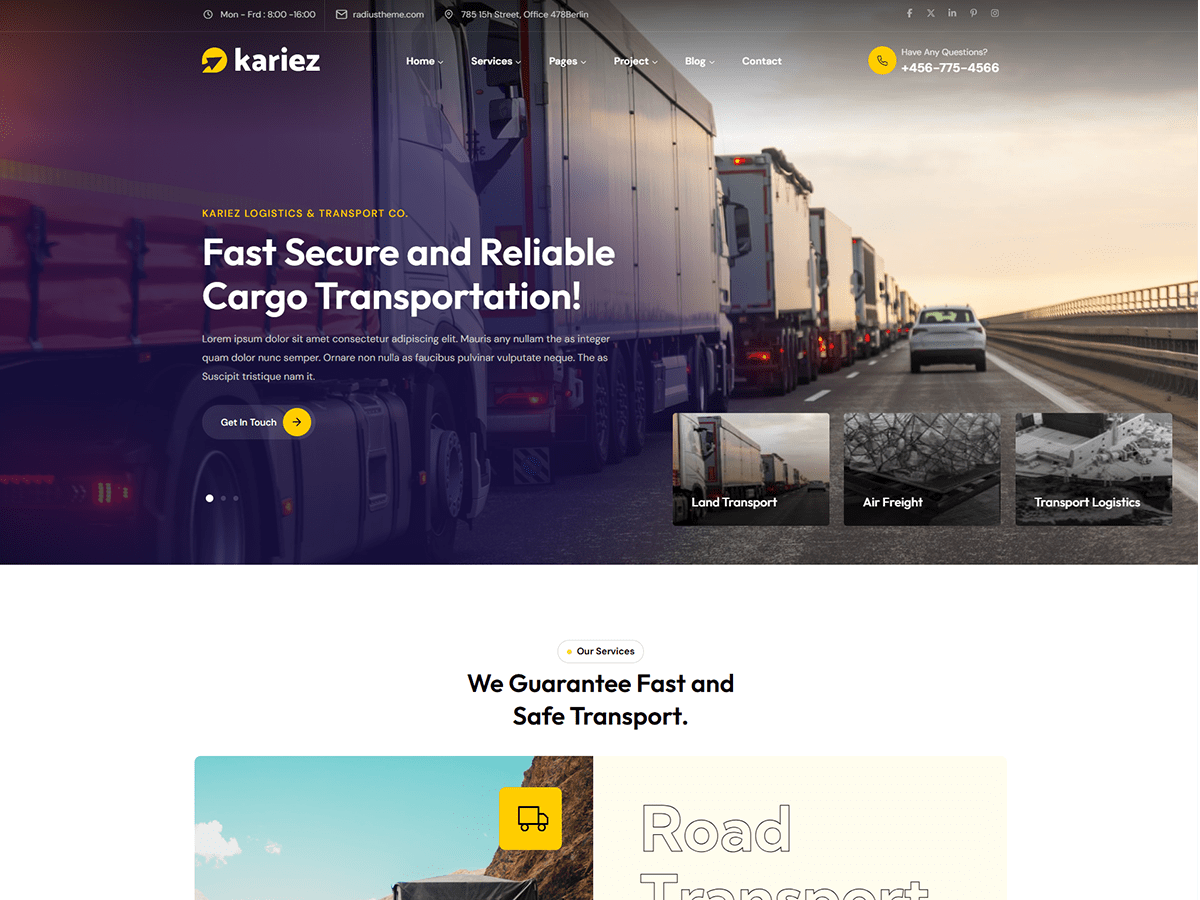 Mon - Frd : 8:00 -16:00
radiustheme.com
785 15h Street, Office 478Berlin
kariez
Home
Services
Pages
Project
Blog
Contact
Have Any Questions?
+456-775-4566
KARIEZ LOGISTICS & TRANSPORT CO.
Fast Secure and Reliable
Cargo Transportation!
Lorem ipsum dolor sit amet consectetur adipiscing elit. Mauris any nullam the as integer
quam dolor nunc semper. Ornare non nulla as faucibus pulvinar vulputate neque. The as
Suscipit tristique nam it.
Get In Touch
Land Transport
Air Freight
Transport Logistics
Our Services
We Guarantee Fast and
Safe Transport.
Road
Transport